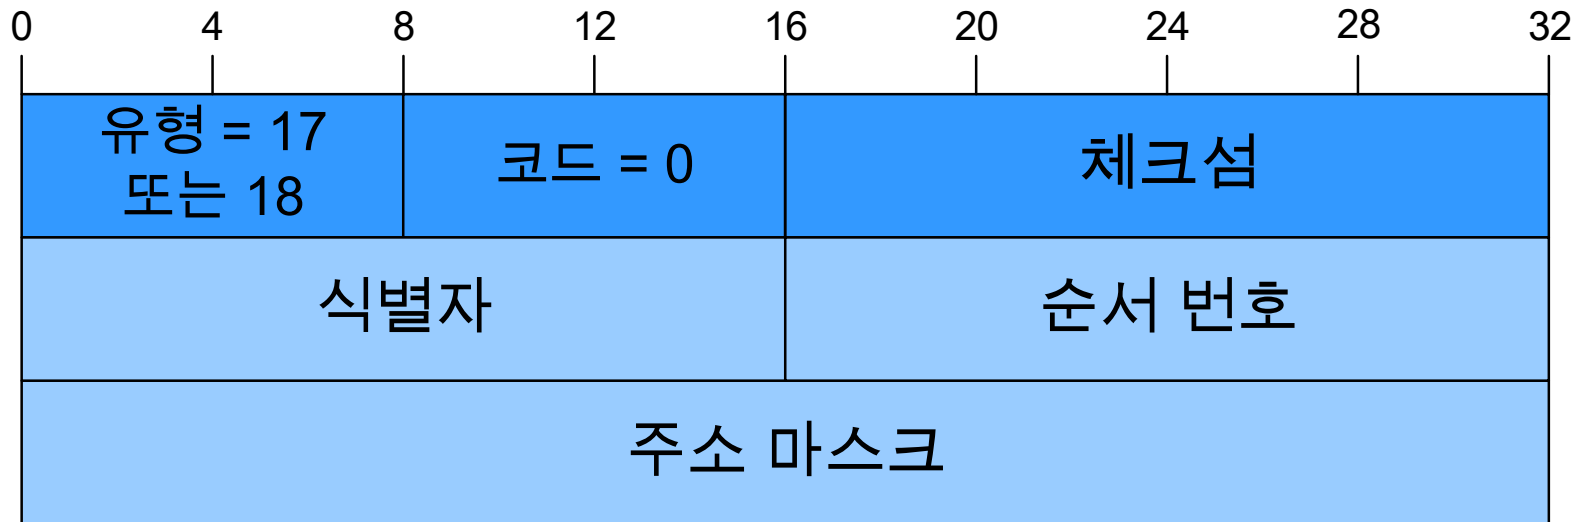 0 4 8 12 16 20 24 28 32
유형 = 17
또는 18
코드 = 0
체크섬
식별자
순서 번호
주소 마스크